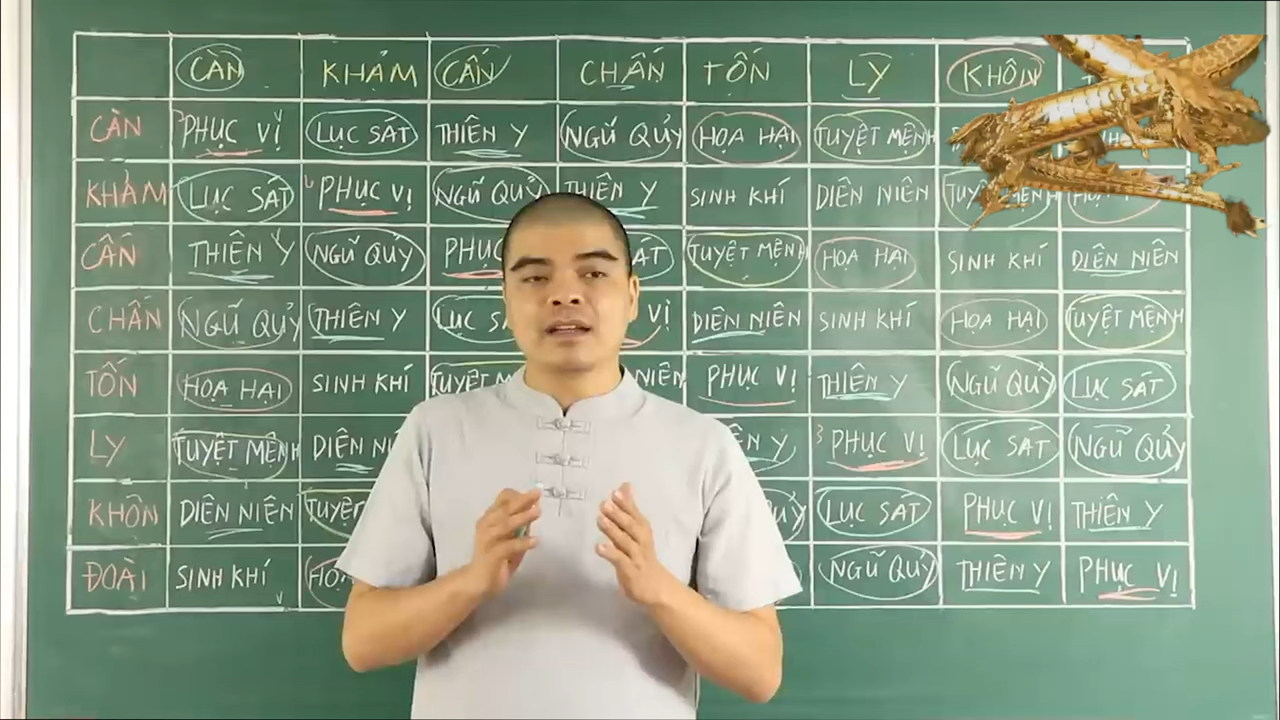 CÀN KHẢM CẤN CHẤN TỐN LY KHÔN
CÀN PHỤC VỊ LỤC SÁT THIÊN Y NGŨ QUỶ HỌA HẠI TUYỆT MỆNH
KHẢM LỤC SÁT PHỤC VỊ NGŨ QUỶ THIÊN Y SINH KHÍ DIÊN NIÊN
CẤN THIÊN Y NGŨ QUỶ TUYỆT MỆNH HỌA HẠI SINH KHÍ DIÊN NIÊN
CHẤN NGŨ QUỶ THIÊN Y VỊ DIÊN NIÊN SINH KHÍ HỌA HẠI TUYỆT MỆNH
TỐN HỌA HẠI SINH KHÍ NIÊN PHỤC VỊ THIÊN Y NGŨ QUỶ LỤC SÁT
LY TUYỆT MỆNH DIÊN 3 PHỤC VỊ LỤC SÁT NGŨ QUỶ
KHÔN DIÊN NIÊN LỤC SÁT PHỤC VỊ THIÊN Y
ĐOÀI SINH KHÍ NGŨ QUỶ THIÊN Y PHỤC VỊ